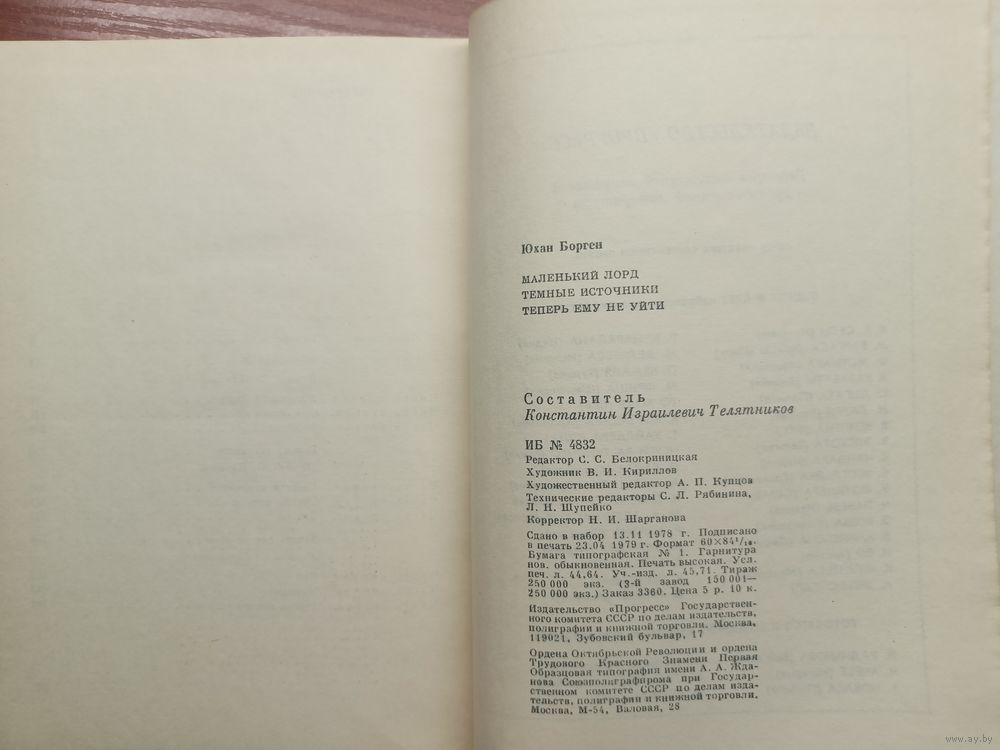 Юхан Борген
МАЛЕНЬКИЙ ЛОРД
ТЕМНЫЕ ИСТОЧНИКИ
ТЕПЕРЬ ЕМУ НЕ УЙТИ
Составитель
Константин Израилевич Телятников
ИБ № 4832
Редактор С. С. Белокриницкая
Художник В. И. Кириллов
Художественный редактор А. П. Купцов
Технические редакторы С. Л. Рябинина,
Л. Н. Шупейко
Корректор Н. И. Шарганова
Сдано в набор 13.11 1978 г. Подписано
в печать 23.04 1979 г. Формат 60×84¹/₁₆.
Бумага типографская № 1. Гарнитура
нов. обыкновенная. Печать высокая. Усл.
печ. л. 44,64. Уч.-изд. л. 45,71. Тираж
250 000 экз. (3-й завод 150 001—
250 000 экз.) Заказ 3360. Цена 5 р. 10 к.
Издательство «Прогресс» Государствен-
ного комитета СССР по делам издательств,
полиграфии и книжной торговли. Москва,
119021, Зубовский бульвар, 17
Ордена Октябрьской Революции и ордена
Трудового Красного Знамени Первая
Образцовая типография имени А. А. Жда-
нова Союзполиграфпрома при Государ-
ственном комитете СССР по делам изда-
тельств, полиграфии и книжной торговли.
Москва, М-54, Валовая, 28
www.ay.by